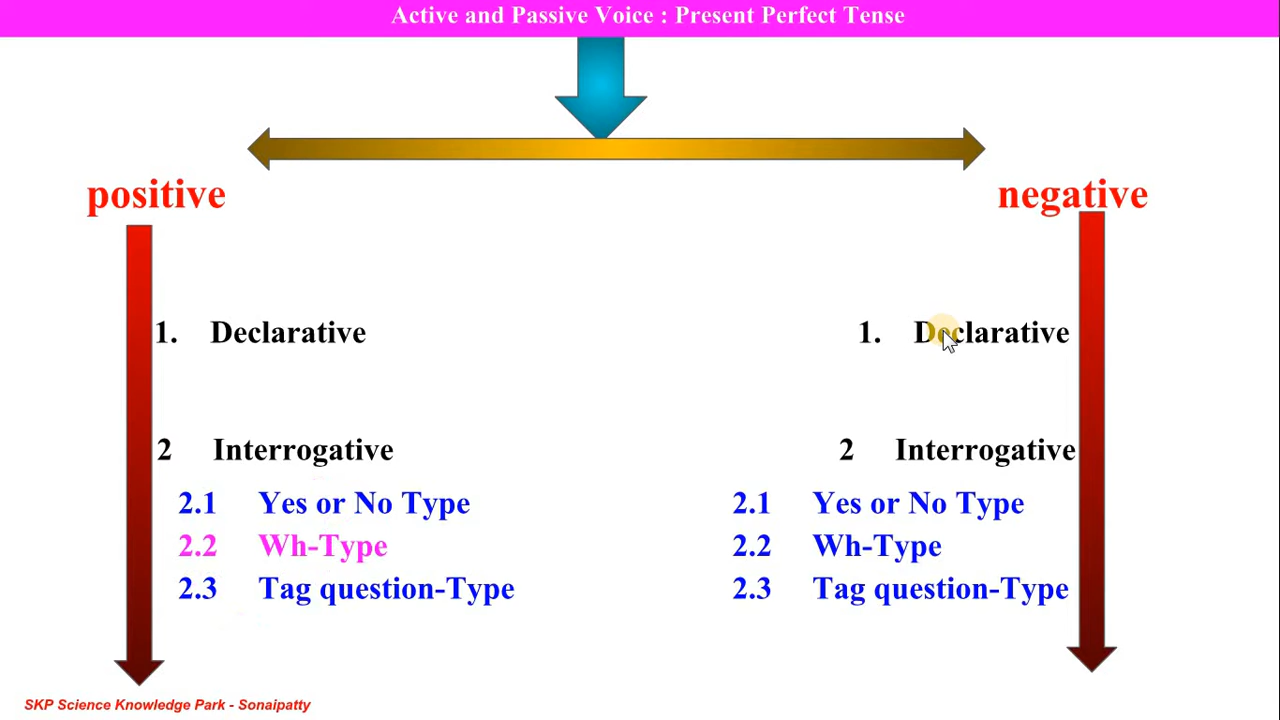 Active and Passive Voice : Present Perfect Tense
positive
1. Declarative
2 Interrogative
2.1 Yes or No Type
2.2 Wh-Type
2.3 Tag question-Type
negative
1. Declarative
2 Interrogative
2.1 Yes or No Type
2.2 Wh-Type
2.3 Tag question-Type
SKP Science Knowledge Park - Sonaipatty